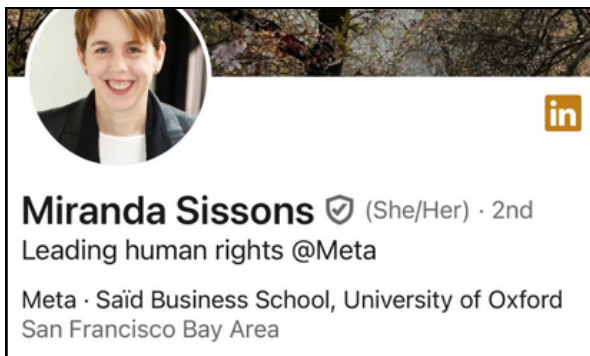 in
Miranda Sissons (She/Her) · 2nd
Leading human rights @Meta
Meta · Saïd Business School, University of Oxford
San Francisco Bay Area